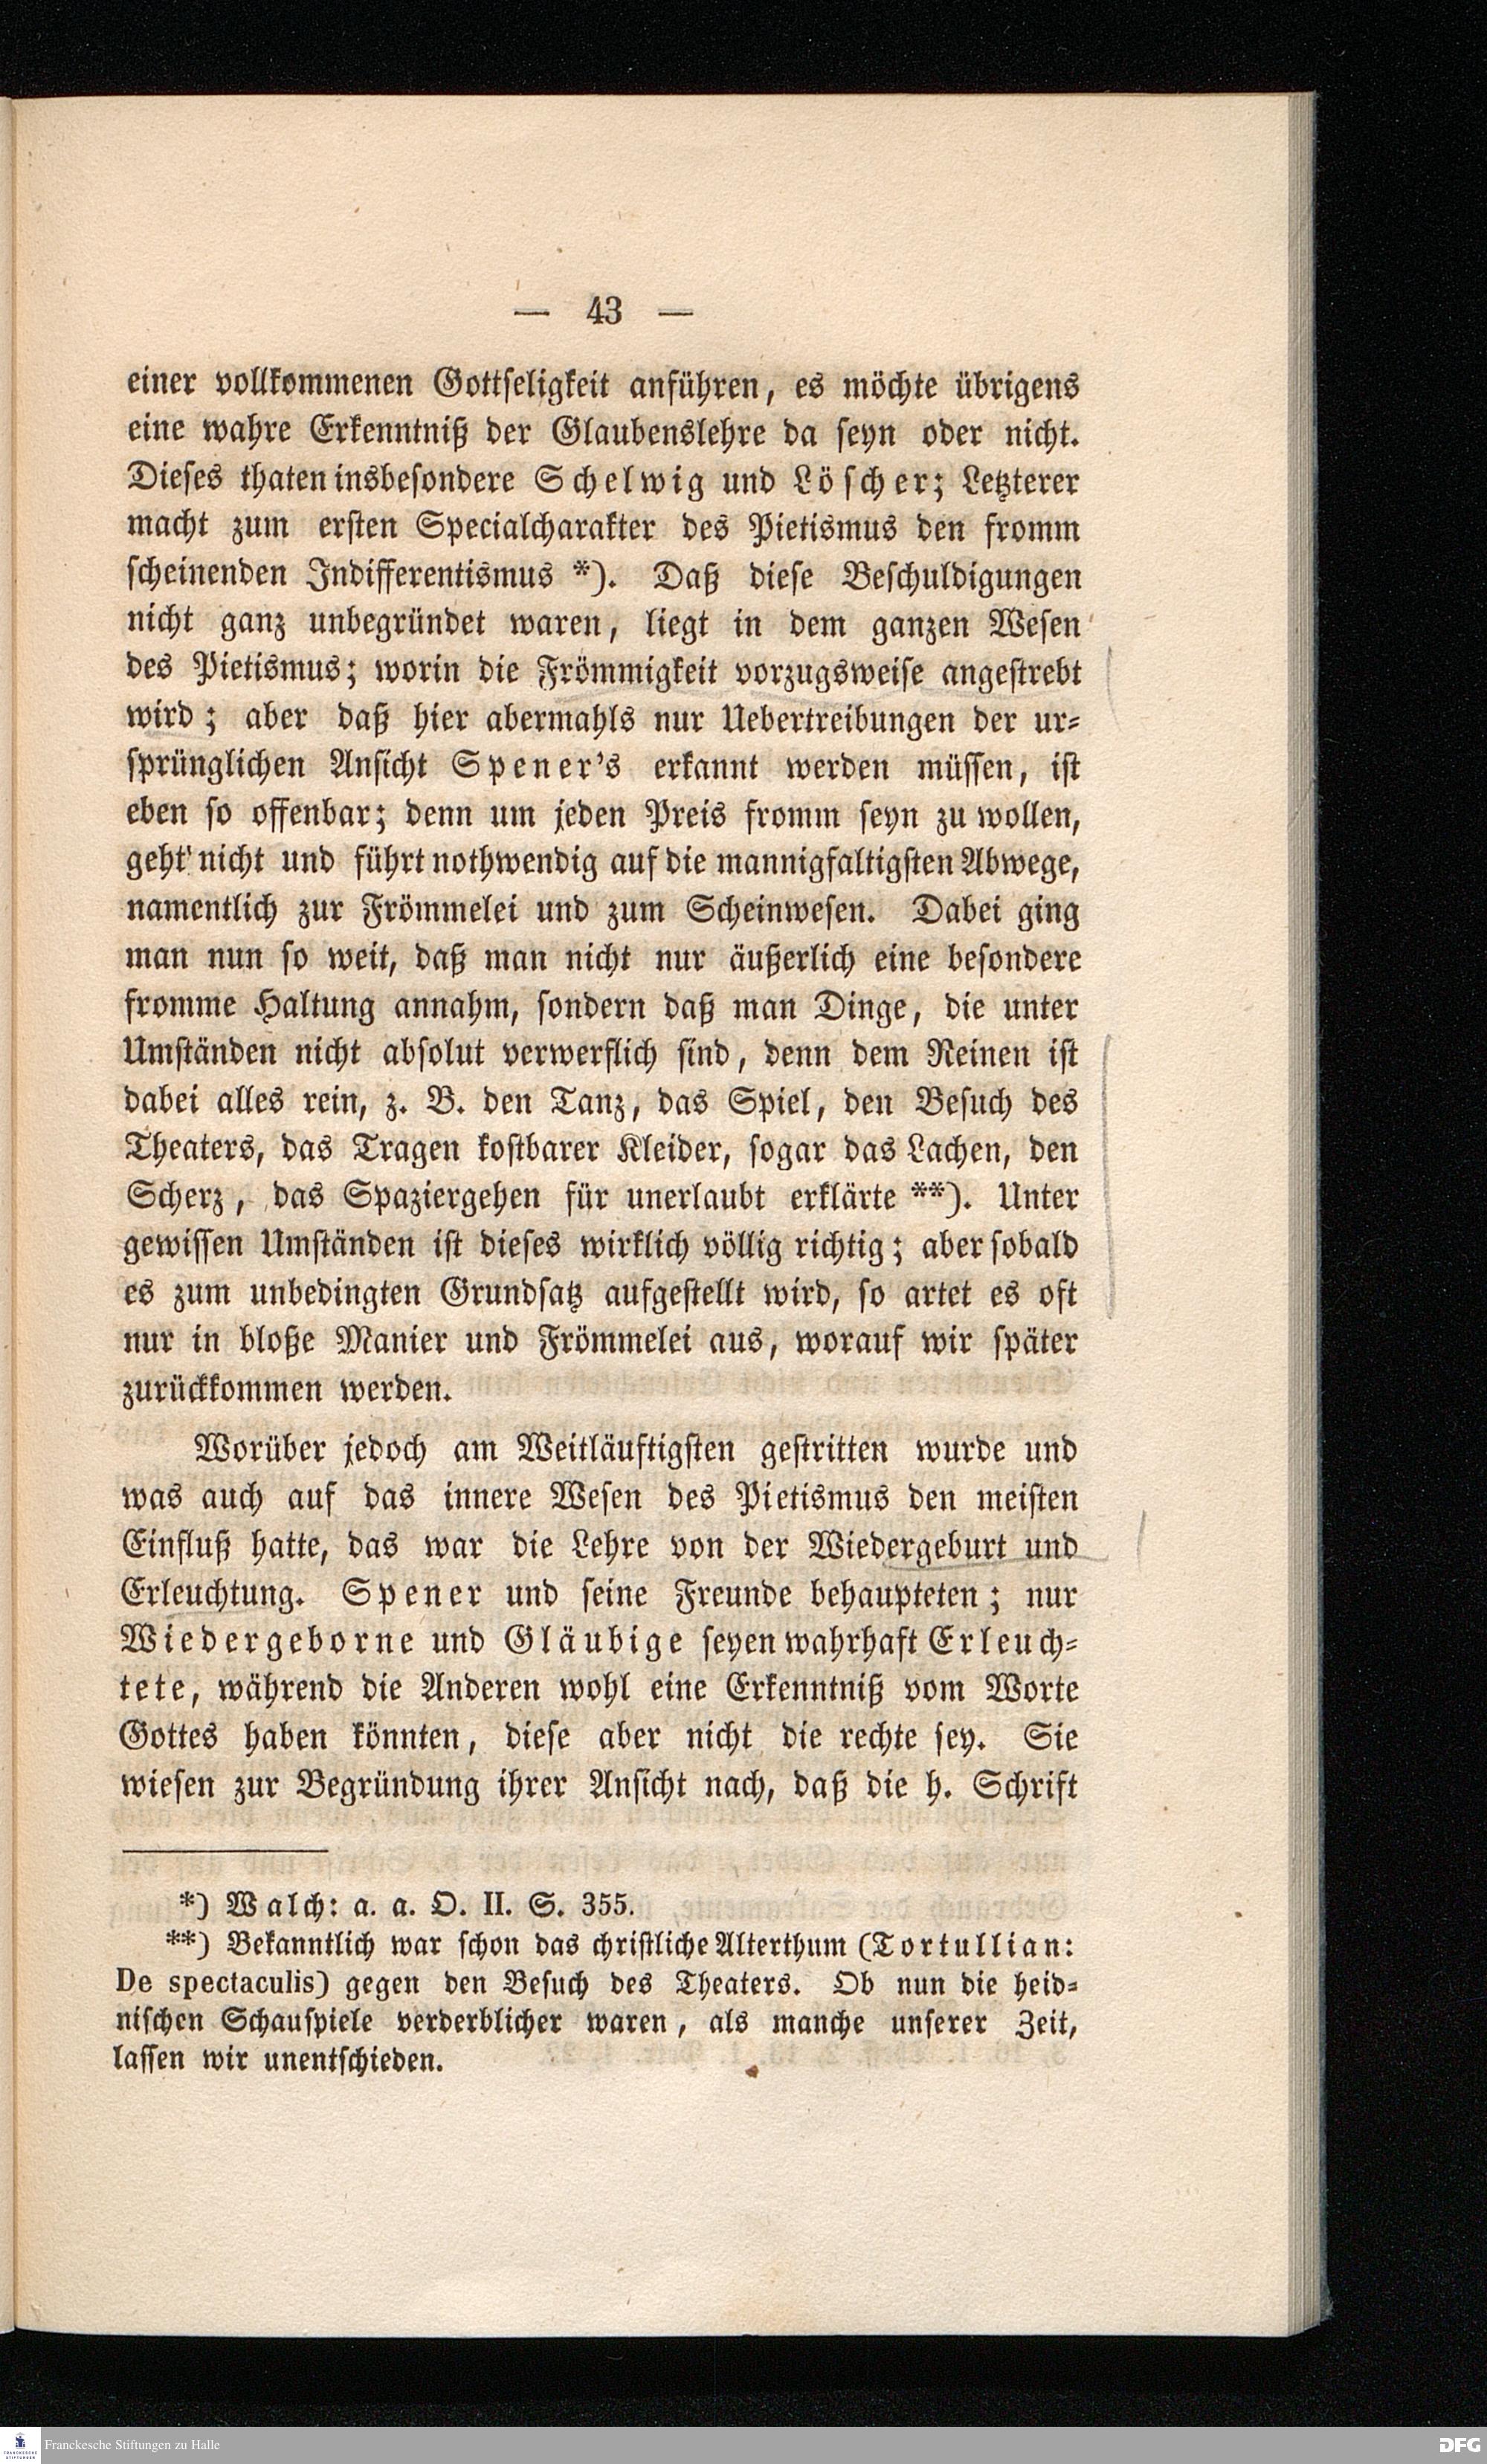 — 43 —
einer vollkommenen Gottseligkeit anführen, es möchte übrigens
eine wahre Erkenntniß der Glaubenslehre da seyn oder nicht.
Dieses thaten insbesondere Schelwig und Löscher; Letzterer
macht zum ersten Specialcharakter des Pietismus den fromm
scheinenden Indifferentismus *). Daß diese Beschuldigungen
nicht ganz unbegründet waren, liegt in dem ganzen Wesen
des Pietismus; worin die Frömmigkeit vorzugsweise angestrebt
wird; aber daß hier abermahls nur Uebertreibungen der ur-
sprünglichen Ansicht Spener's erkannt werden müssen, ist
eben so offenbar; denn um jeden Preis fromm seyn zu wollen,
geht nicht und führt nothwendig auf die mannigfaltigsten Abwege,
namentlich zur Frömmelei und zum Scheinwesen. Dabei ging
man nun so weit, daß man nicht nur äußerlich eine besondere
fromme Haltung annahm, sondern daß man Dinge, die unter
Umständen nicht absolut verwerflich sind, denn dem Reinen ist
dabei alles rein, z. B. den Tanz, das Spiel, den Besuch des
Theaters, das Tragen kostbarer Kleider, sogar das Lachen, den
Scherz, das Spaziergehen für unerlaubt erklärte **). Unter
gewissen Umständen ist dieses wirklich völlig richtig; aber sobald
es zum unbedingten Grundsatz aufgestellt wird, so artet es oft
nur in bloße Manier und Frömmelei aus, worauf wir später
zurückkommen werden.
Worüber jedoch am Weitläuftigsten gestritten wurde und
was auch auf das innere Wesen des Pietismus den meisten
Einfluß hatte, das war die Lehre von der Wiedergeburt und
Erleuchtung. Spener und seine Freunde behaupteten; nur
Wiedergeborne und Gläubige seyen wahrhaft Erleuch-
tete, während die Anderen wohl eine Erkenntniß vom Worte
Gottes haben könnten, diese aber nicht die rechte sey. Sie
wiesen zur Begründung ihrer Ansicht nach, daß die h. Schrift
*) Walch: a. a. O. II. S. 355.
**) Bekanntlich war schon das christliche Alterthum (Tortullian:
De spectaculis) gegen den Besuch des Theaters. Ob nun die heid-
nischen Schauspiele verderblicher waren, als manche unserer Zeit,
lassen wir unentschieden.
FRANCKESCHE STIFTUNGEN
Franckesche Stiftungen zu Halle
DFG